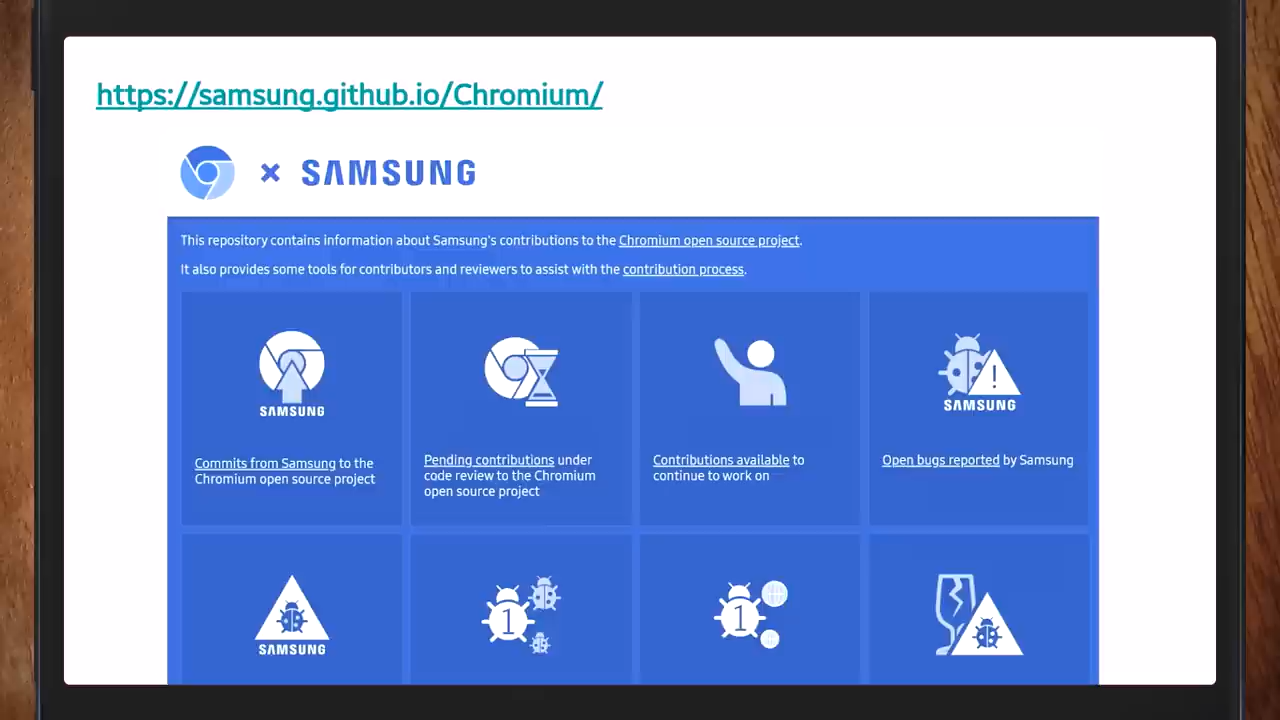 https://samsung.github.io/Chromium/
× SAMSUNG
This repository contains information about Samsung's contributions to the Chromium open source project.
It also provides some tools for contributors and reviewers to assist with the contribution process.
SAMSUNG
Commits from Samsung to the
Chromium open source project
Pending contributions under
code review to the Chromium
open source project
Contributions available to
continue to work on
!
SAMSUNG
Open bugs reported by Samsung
SAMSUNG
1
1